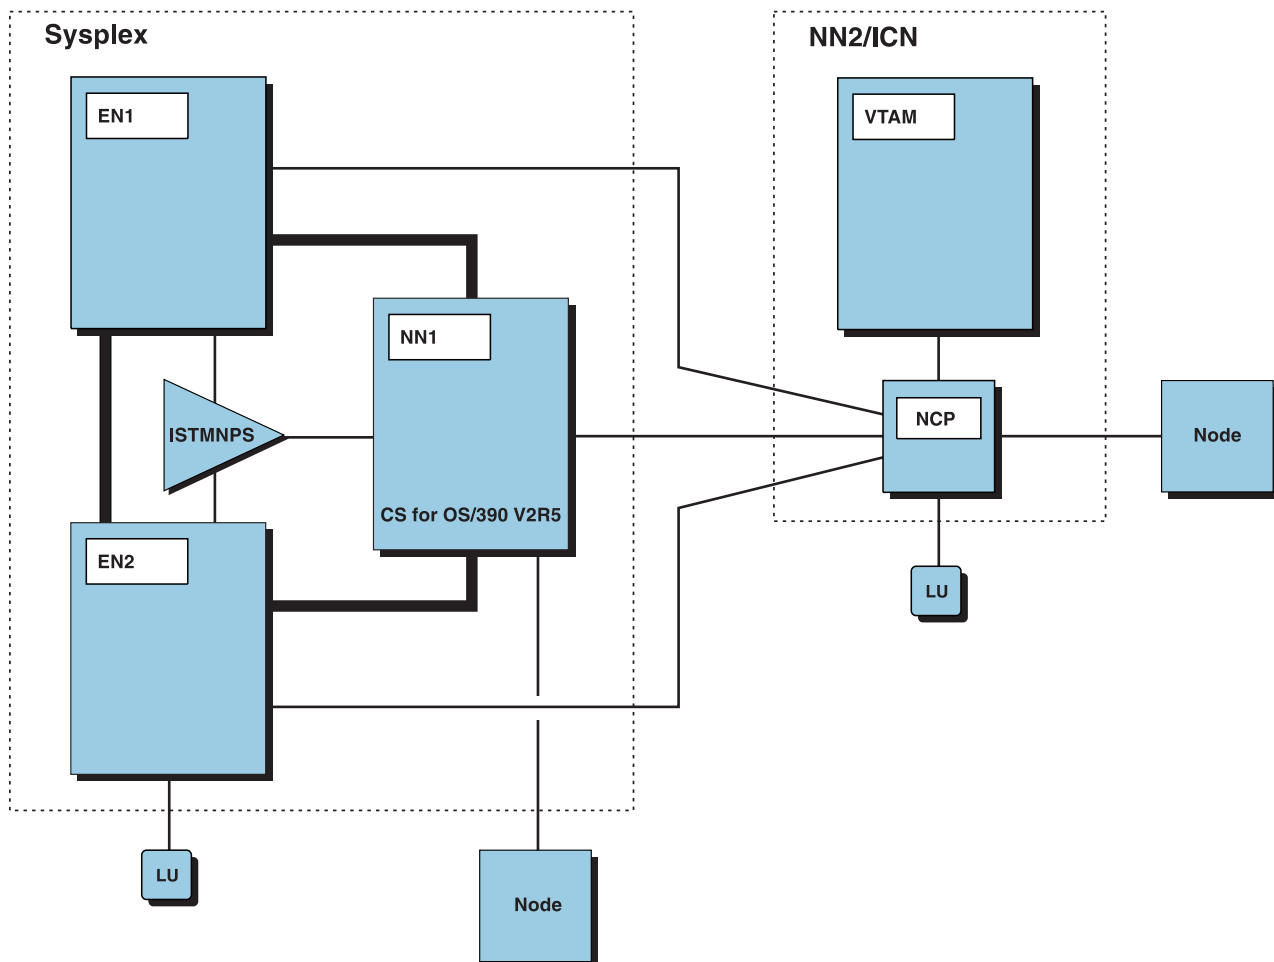 Sysplex
NN2/ICN
EN1
VTAM
NN1
NCP
ISTMNPS
Node
CS for OS/390 V2R5
EN2
LU
LU
Node